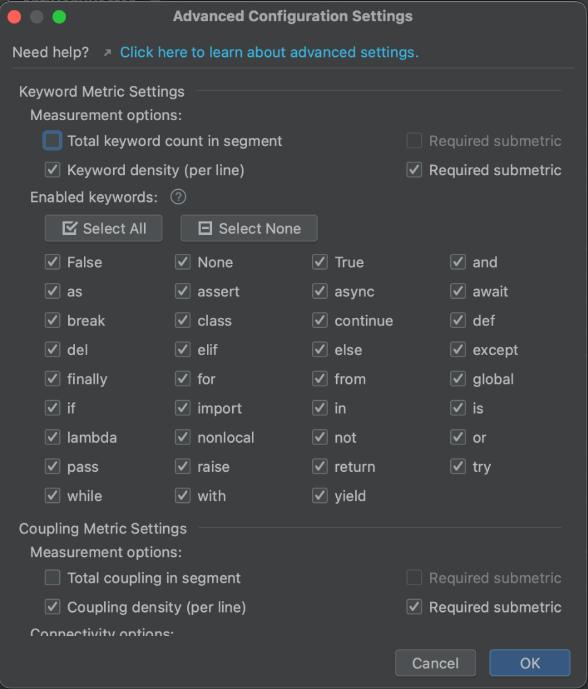 Advanced Configuration Settings
Need help? ↗ Click here to learn about advanced settings.
Keyword Metric Settings
Measurement options:
Total keyword count in segment Required submetric
Keyword density (per line) Required submetric
Enabled keywords: ?
Select All Select None
False None True and
as assert async await
break class continue def
del elif else except
finally for from global
if import in is
lambda nonlocal not or
pass raise return try
while with yield
Coupling Metric Settings
Measurement options:
Total coupling in segment Required submetric
Coupling density (per line) Required submetric
Connectivity options:
Cancel OK